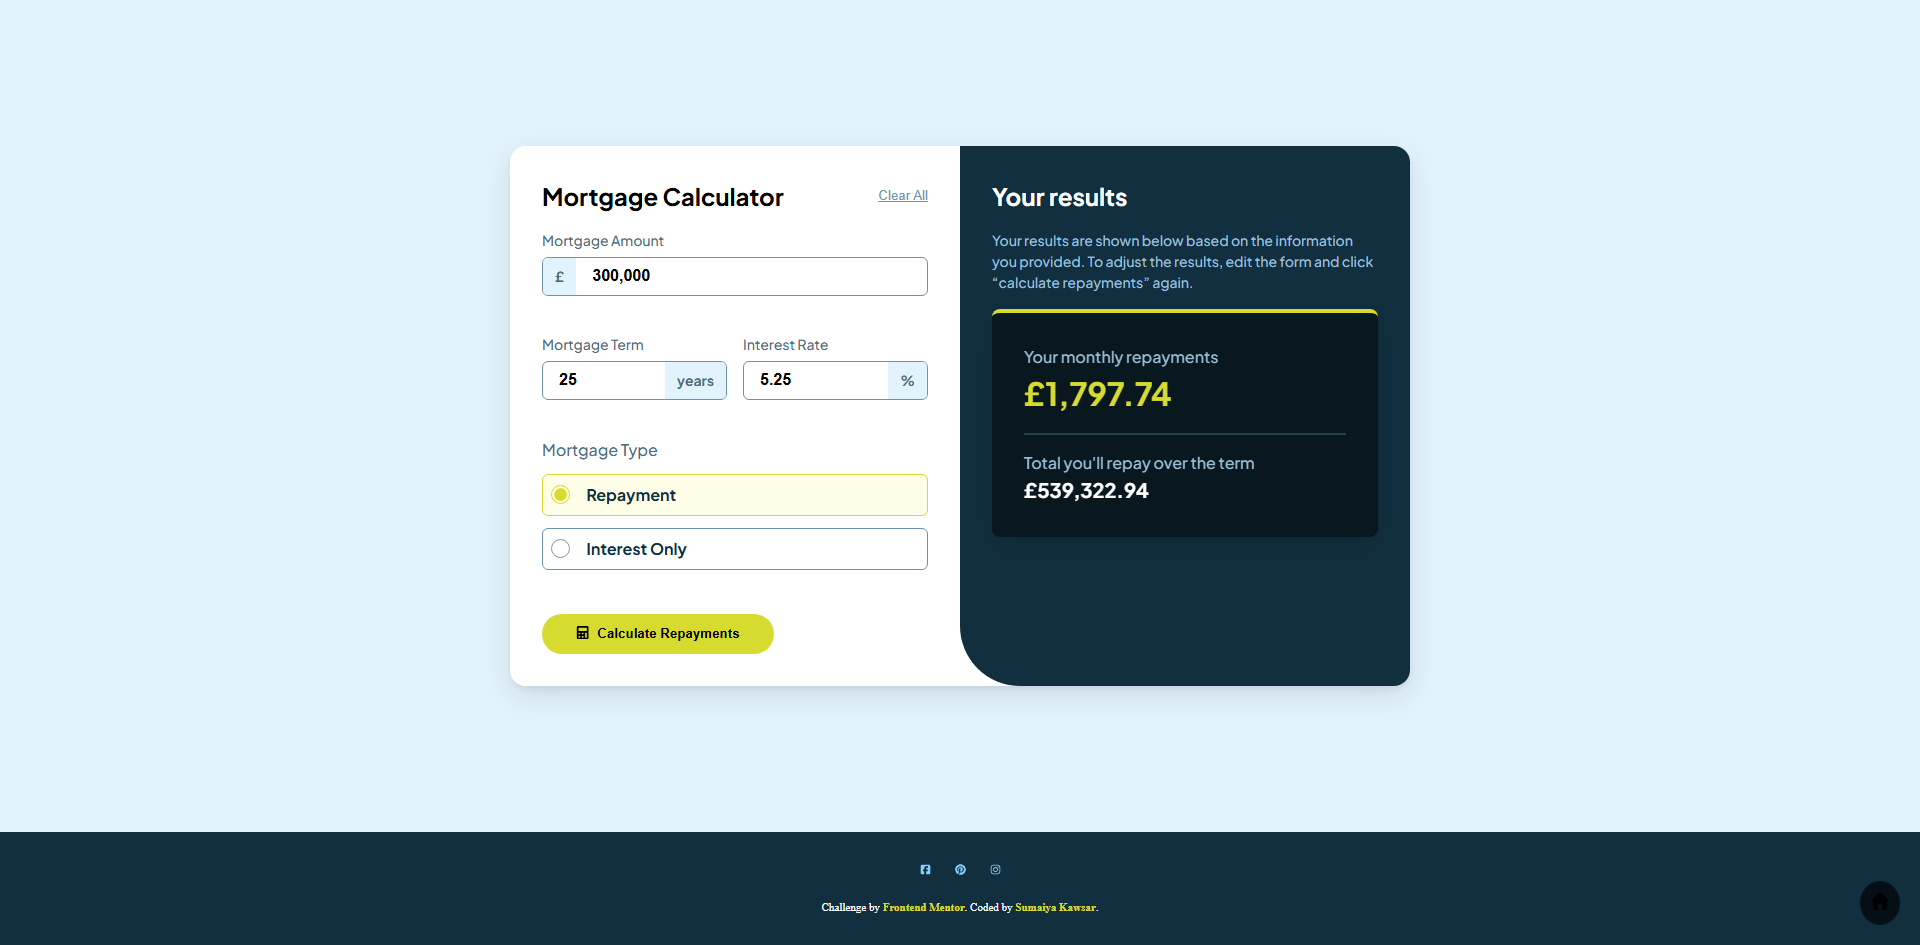 Mortgage Calculator
Clear All
Mortgage Amount
£ 300,000
Mortgage Term
25 years
Interest Rate
5.25 %
Mortgage Type
Repayment
Interest Only
Calculate Repayments
Your results
Your results are shown below based on the information
you provided. To adjust the results, edit the form and click
“calculate repayments” again.
Your monthly repayments
£1,797.74
Total you'll repay over the term
£539,322.94
Challenge by Frontend Mentor. Coded by Sumaiya Kawsar.